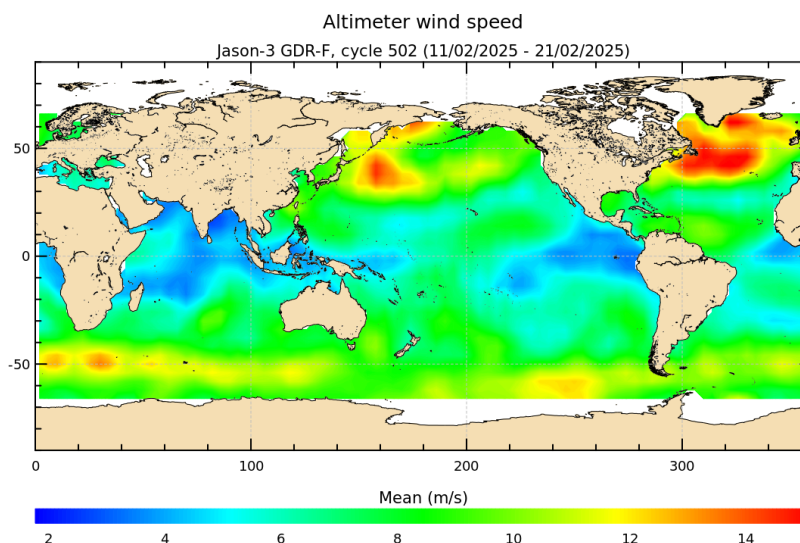 Altimeter wind speed
Jason-3 GDR-F, cycle 502 (11/02/2025 - 21/02/2025)
50
0
-50
0 100 200 300
Mean (m/s)
2 4 6 8 10 12 14